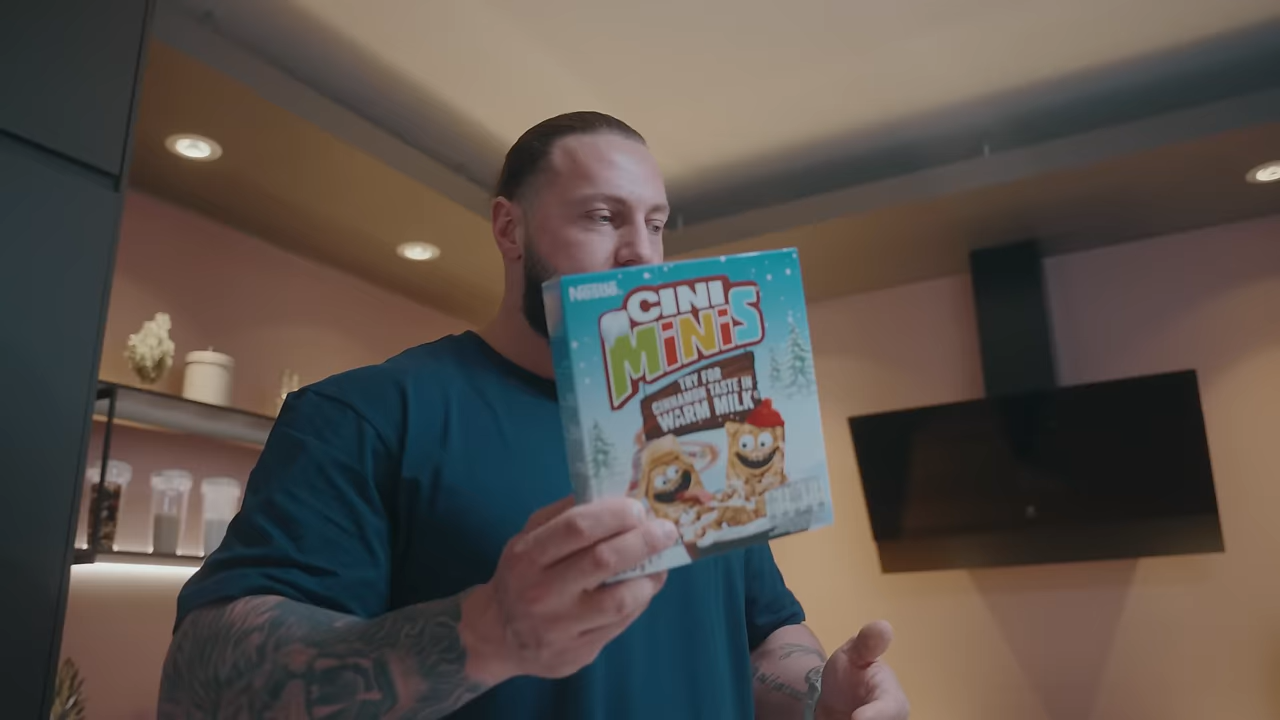 Nestlé
CINI
MINIS
TRY FOR
CINNAMON TASTE IN
WARM MILK